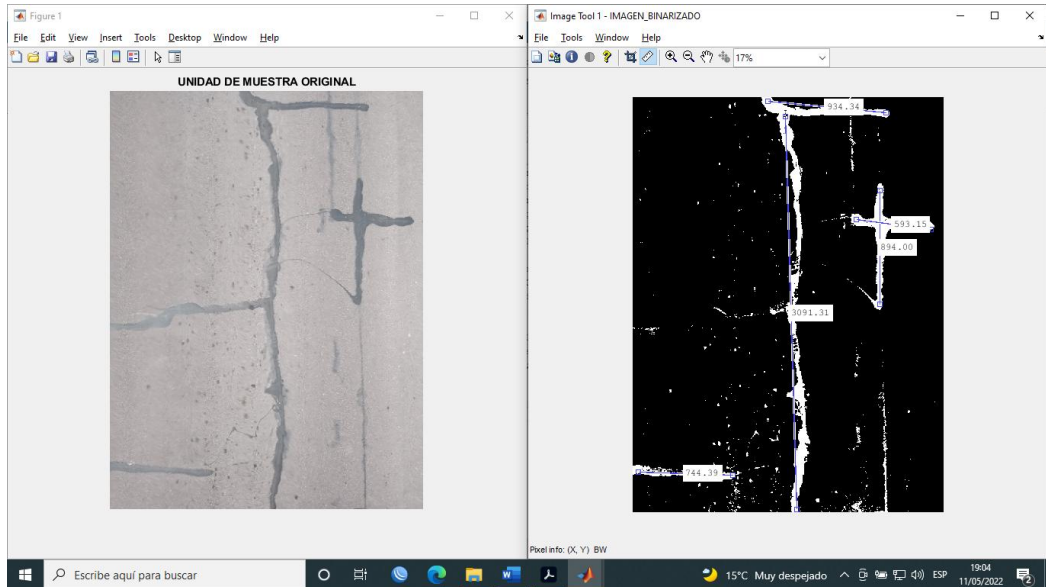 Figure 1
File Edit View Insert Tools Desktop Window Help
UNIDAD DE MUESTRA ORIGINAL
Image Tool 1 - IMAGEN_BINARIZADO
File Tools Window Help
17%
934.34
593.15
894.00
3091.31
744.39
Pixel info: (X, Y) BW
Escribe aquí para buscar
15°C Muy despejado
ESP
19:04
11/05/2022
2